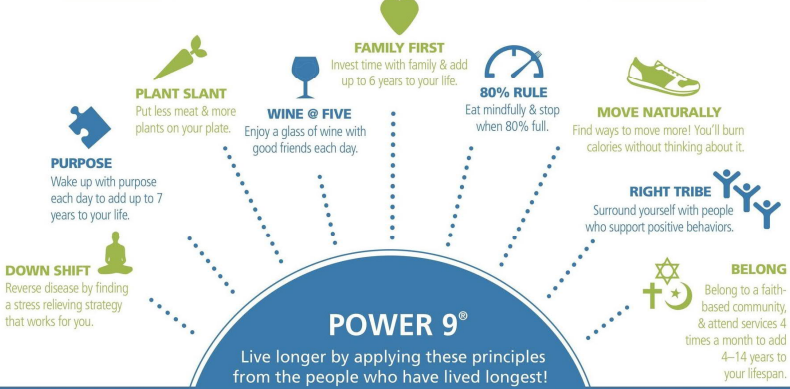 FAMILY FIRST
Invest time with family & add
up to 6 years to your life.
PLANT SLANT
Put less meat & more
plants on your plate.
WINE @ FIVE
Enjoy a glass of wine with
good friends each day.
80% RULE
Eat mindfully & stop
when 80% full.
MOVE NATURALLY
Find ways to move more! You'll burn
calories without thinking about it.
PURPOSE
Wake up with purpose
each day to add up to 7
years to your life.
RIGHT TRIBE
Surround yourself with people
who support positive behaviors.
DOWN SHIFT
Reverse disease by finding
a stress relieving strategy
that works for you.
BELONG
Belong to a faith-
based community,
& attend services 4
times a month to add
4–14 years to
your lifespan.
POWER 9®
Live longer by applying these principles
from the people who have lived longest!